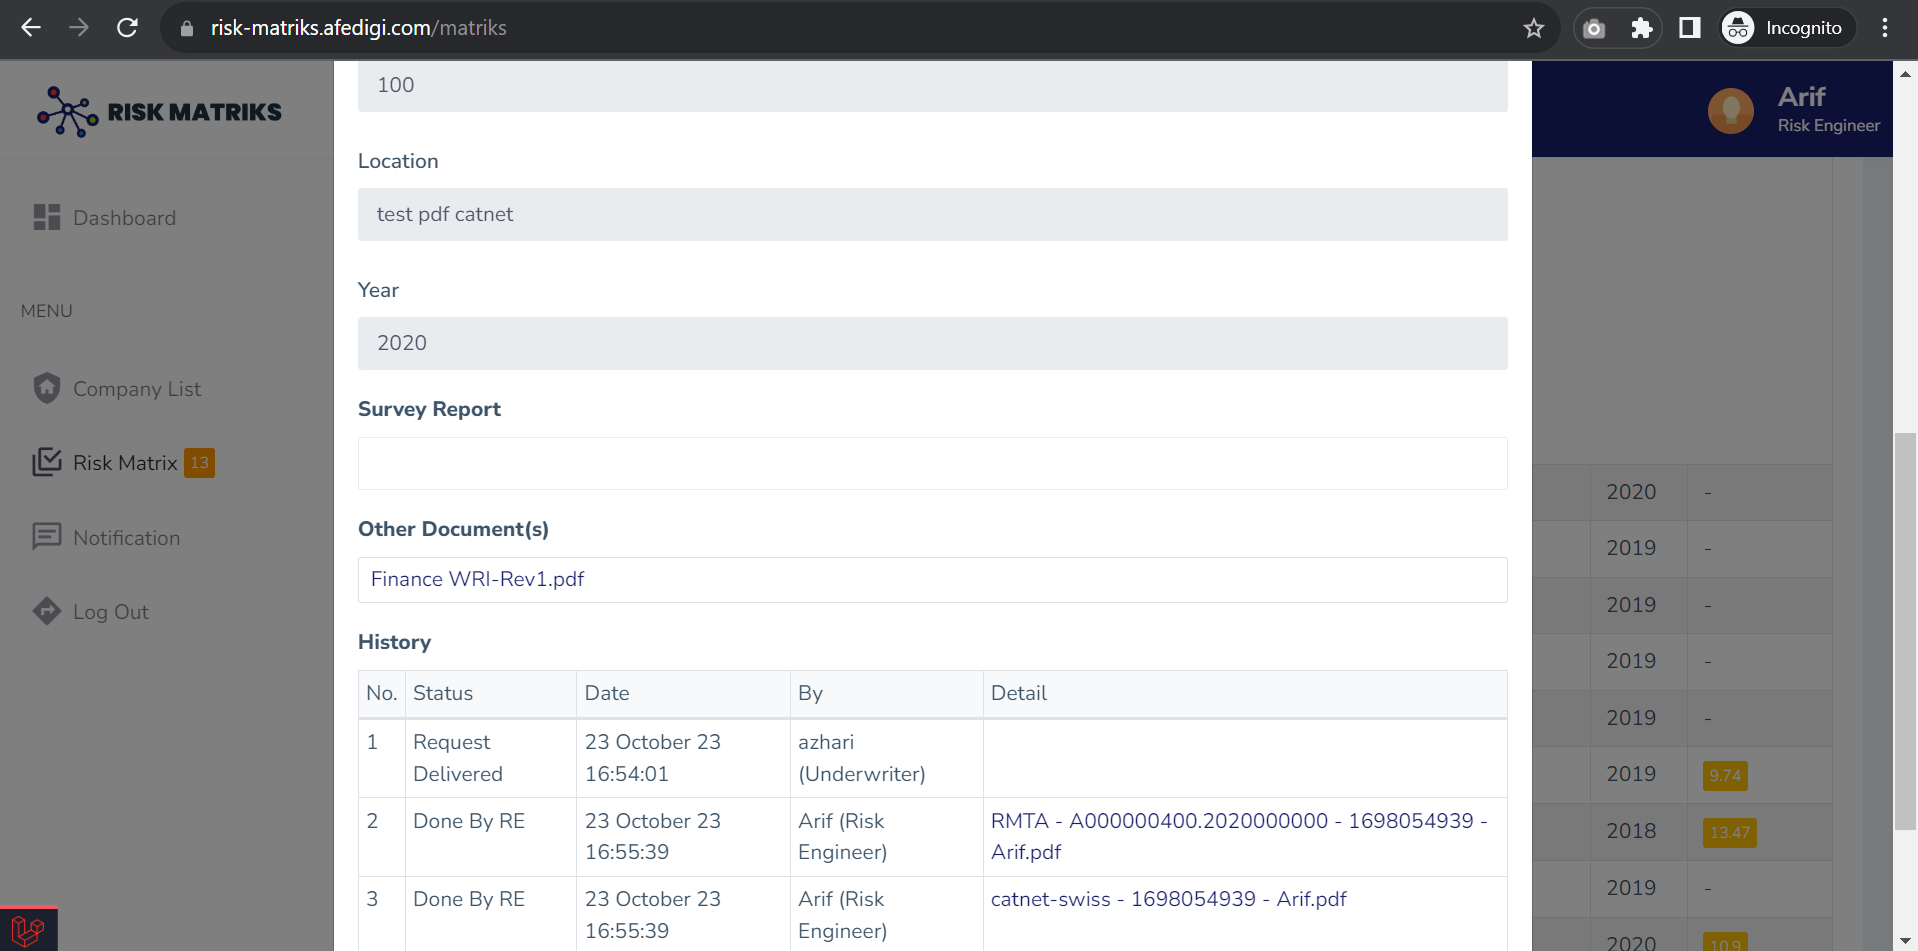 risk-matriks.afedigi.com/matriks
Incognito
RISK MATRIKS
Arif
Risk Engineer
Dashboard
MENU
Company List
Risk Matrix 13
Notification
Log Out
100
Location
test pdf catnet
Year
2020
Survey Report
Other Document(s)
Finance WRI-Rev1.pdf
History
No. Status Date By Detail
1 Request Delivered 23 October 23 16:54:01 azhari (Underwriter)
2 Done By RE 23 October 23 16:55:39 Arif (Risk Engineer) RMTA - A000000400.2020000000 - 1698054939 - Arif.pdf
3 Done By RE 23 October 23 16:55:39 Arif (Risk Engineer) catnet-swiss - 1698054939 - Arif.pdf
2020 -
2019 -
2019 -
2019 -
2019 -
2019 9.74
2018 13.47
2019 -
2020 10.9